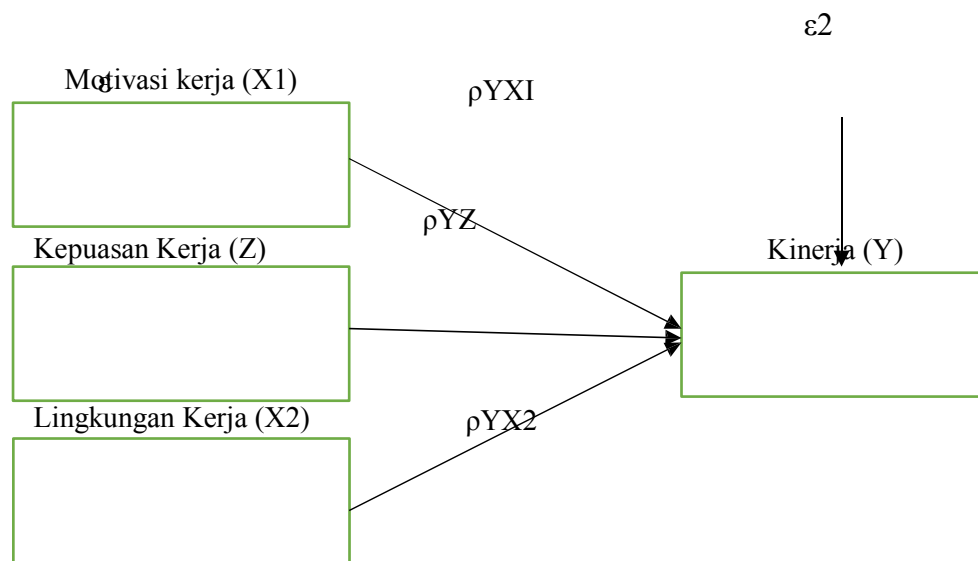 ε2
Motivasi kerja (X1)
ε
ρYXI
ρYZ
Kepuasan Kerja (Z)
Kinerja (Y)
Lingkungan Kerja (X2)
ρYX2